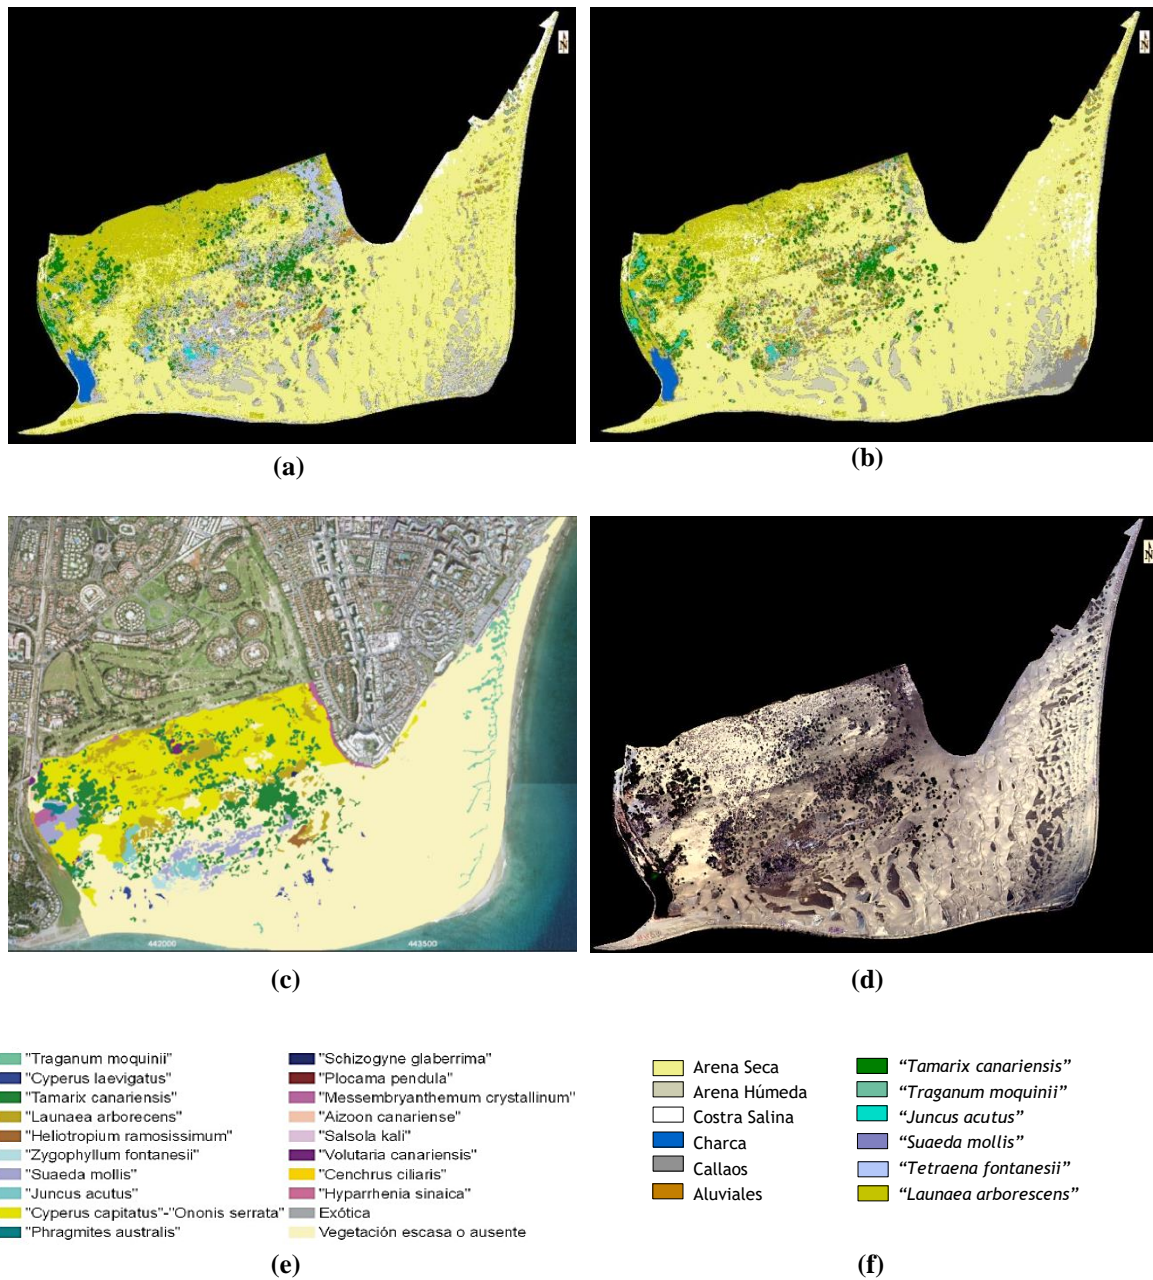 N
N
(a)
(b)
442000
443500
N
(c)
(d)
"Traganum moquinii"
"Cyperus laevigatus"
"Tamarix canariensis"
"Launaea arborecens"
"Heliotropium ramosissimum"
"Zygophyllum fontanesii"
"Suaeda mollis"
"Juncus acutus"
"Cyperus capitatus"-"Ononis serrata"
"Phragmites australis"
"Schizogyne glaberrima"
"Plocama pendula"
"Messembryanthemum crystallinum"
"Aizoon canariense"
"Salsola kali"
"Volutaria canariensis"
"Cenchrus ciliaris"
"Hyparrhenia sinaica"
Exótica
Vegetación escasa o ausente
(e)
Arena Seca
Arena Húmeda
Costra Salina
Charca
Callaos
Aluviales
“Tamarix canariensis”
“Traganum moquinii”
“Juncus acutus”
“Suaeda mollis”
“Tetraena fontanesii”
“Launaea arborescens”
(f)